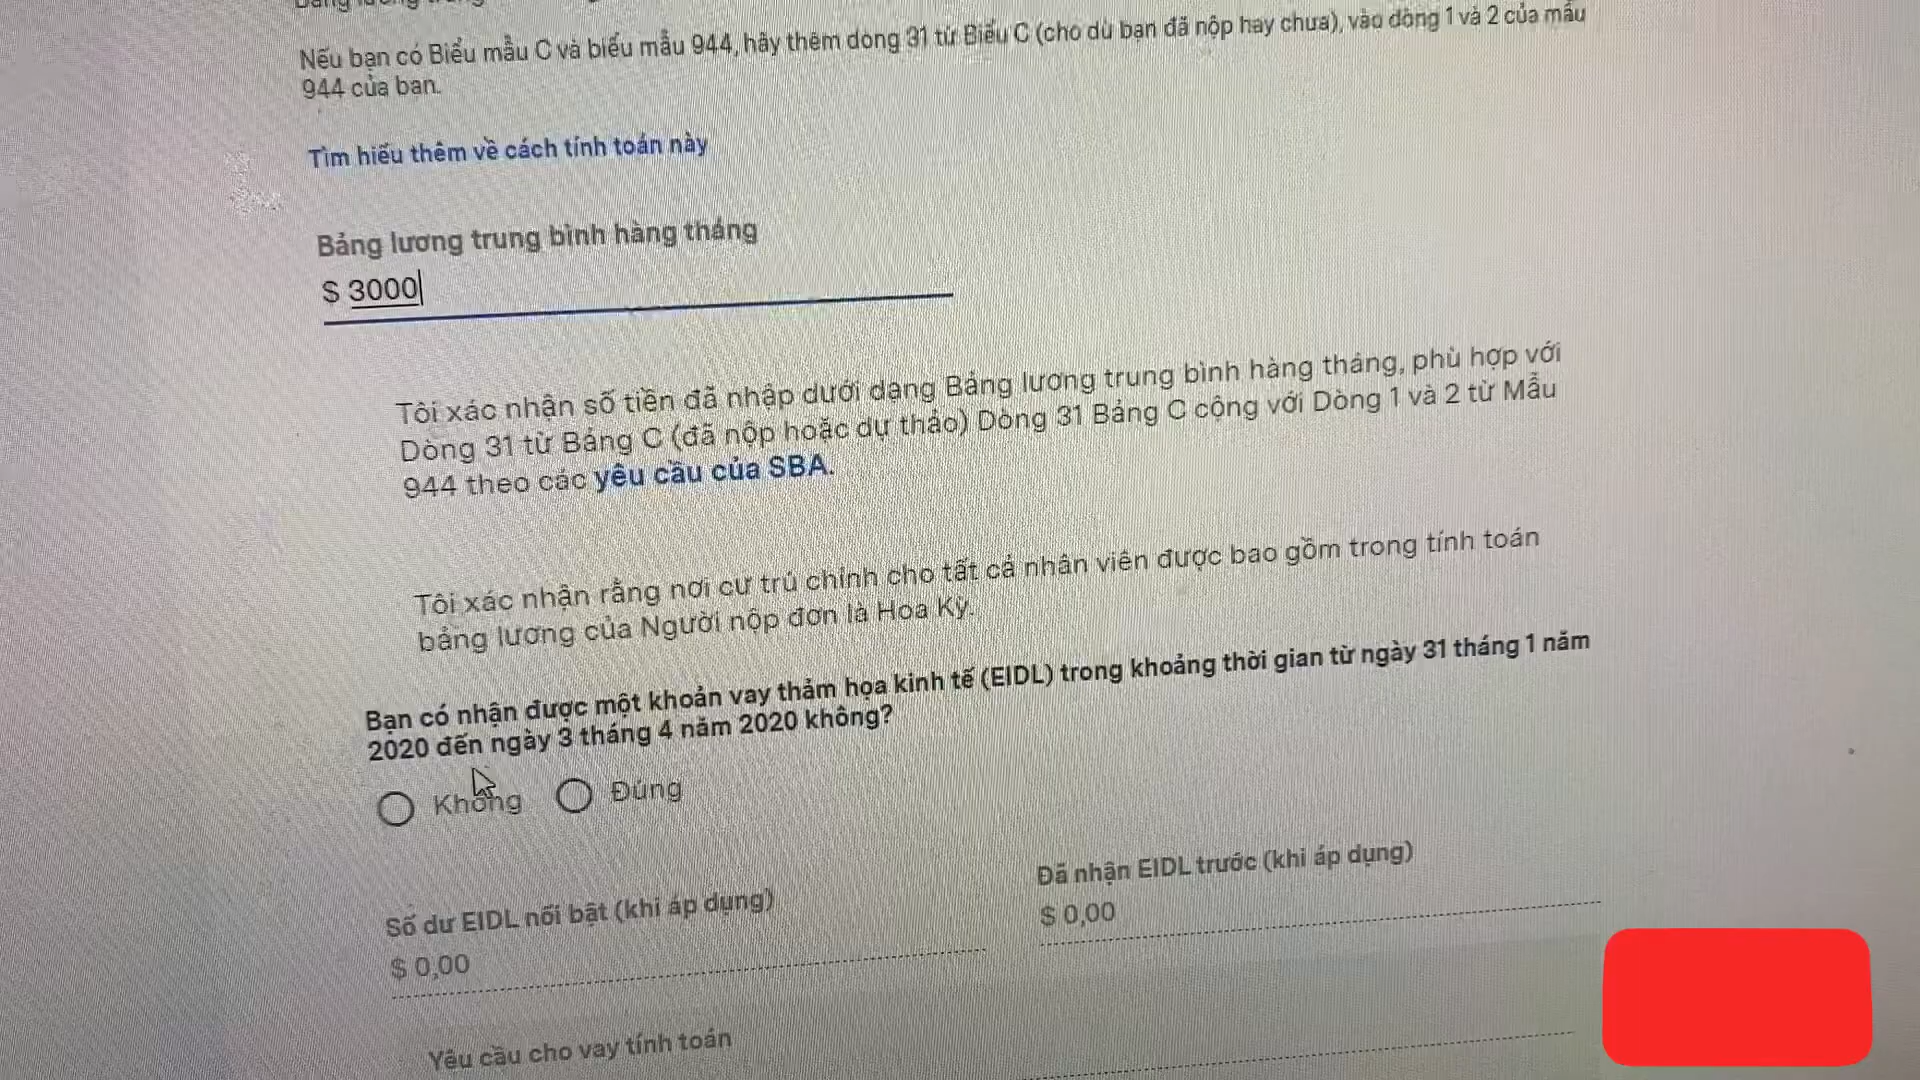 Nếu bạn có Biểu mẫu C và biểu mẫu 944, hãy thêm dòng 31 từ Biểu C (cho dù bạn đã nộp hay chưa), vào dòng 1 và 2 của mẫu
944 của bạn.
Tìm hiểu thêm về cách tính toán này
Bảng lương trung bình hàng tháng
$ 3000
Tôi xác nhận số tiền đã nhập dưới dạng Bảng lương trung bình hàng tháng, phù hợp với
Dòng 31 từ Bảng C (đã nộp hoặc dự thảo) Dòng 31 Bảng C cộng với Dòng 1 và 2 từ Mẫu
944 theo các yêu cầu của SBA.
Tôi xác nhận rằng nơi cư trú chính cho tất cả nhân viên được bao gồm trong tính toán
bảng lương của Người nộp đơn là Hoa Kỳ.
Bạn có nhận được một khoản vay thảm họa kinh tế (EIDL) trong khoảng thời gian từ ngày 31 tháng 1 năm
2020 đến ngày 3 tháng 4 năm 2020 không?
Không Đúng
Đã nhận EIDL trước (khi áp dụng)
$ 0,00
Số dư EIDL nổi bật (khi áp dụng)
$ 0,00
Yêu cầu cho vay tính toán